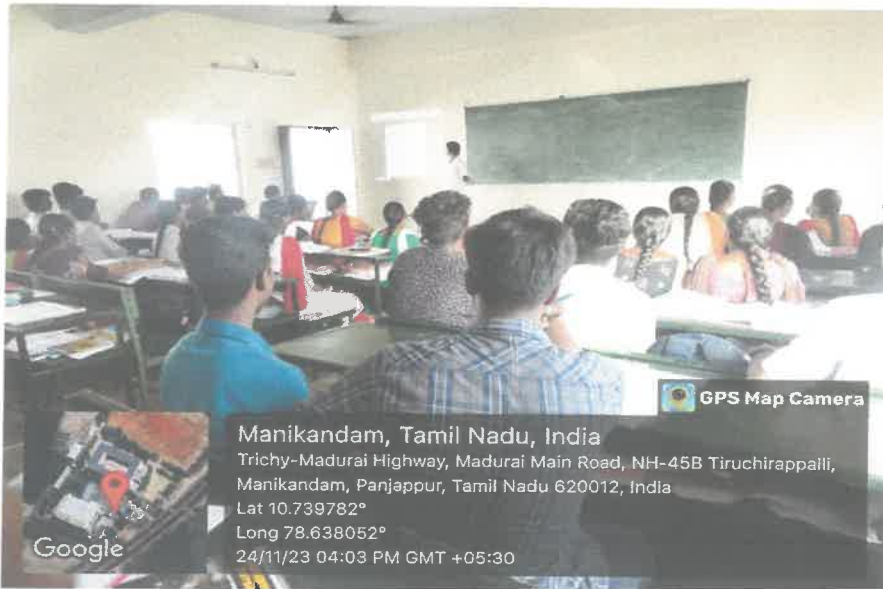 GPS Map Camera
Manikandam, Tamil Nadu, India
Trichy-Madurai Highway, Madurai Main Road, NH-45B Tiruchirappalli,
Manikandam, Panjappur, Tamil Nadu 620012, India
Lat 10.739782°
Long 78.638052°
24/11/23 04:03 PM GMT +05:30
Google